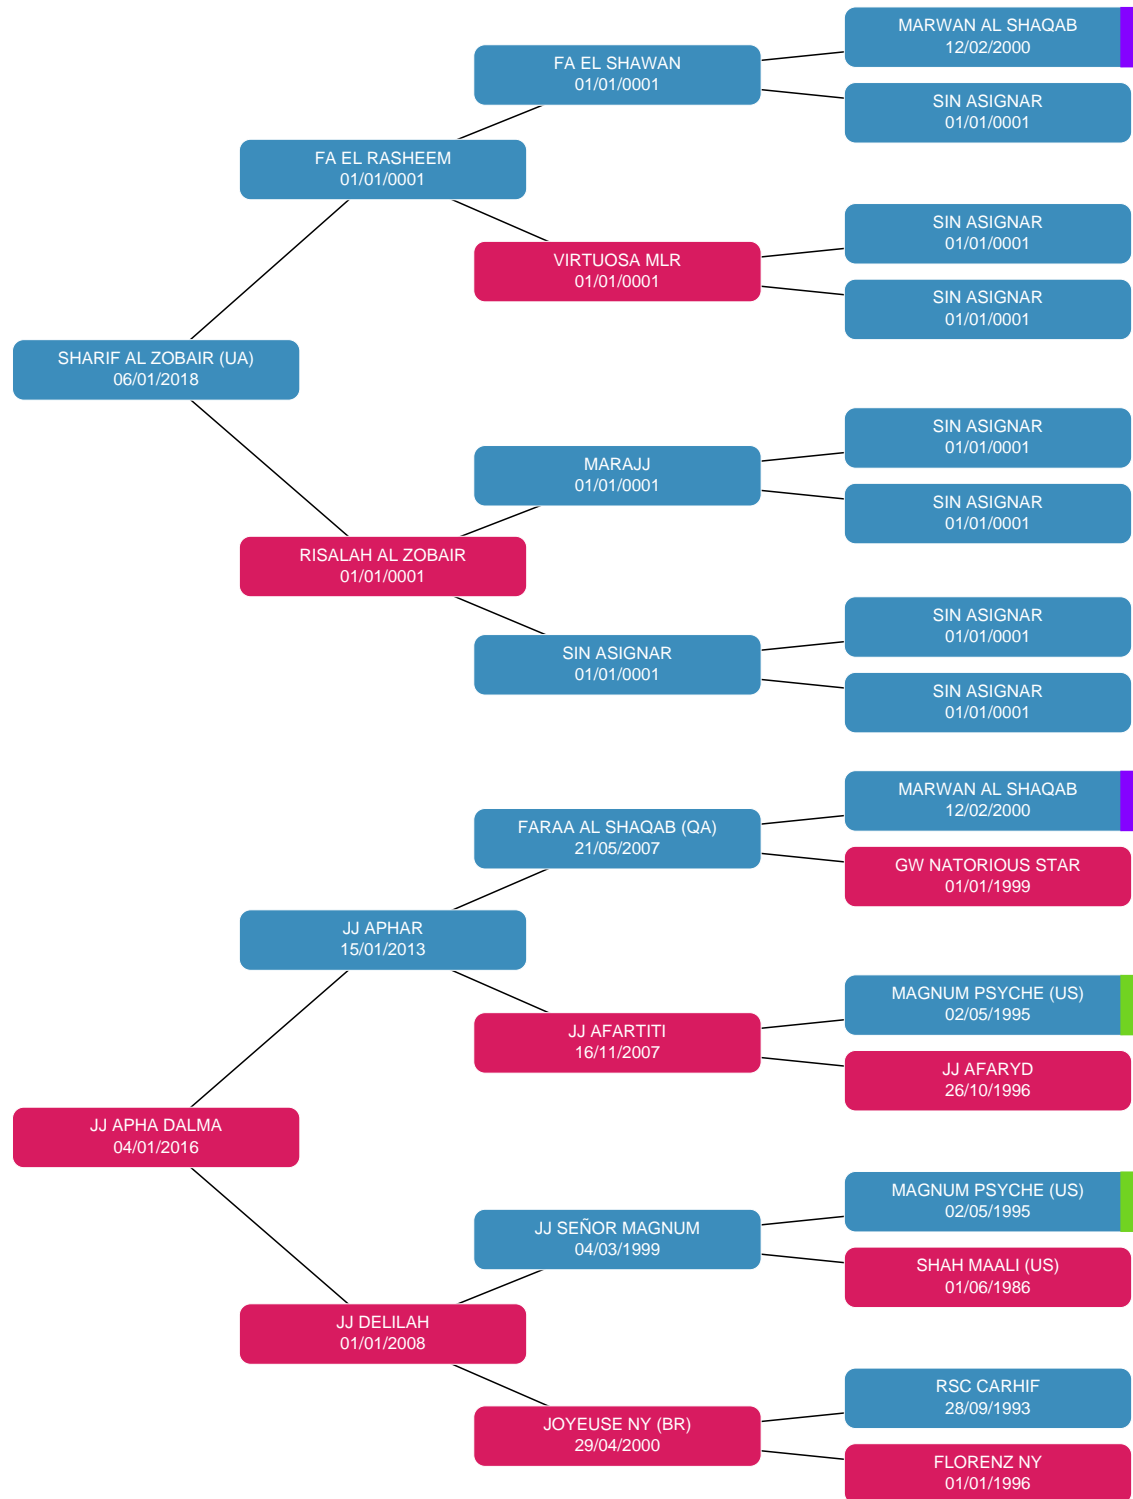 MARWAN AL SHAQAB
12/02/2000
FA EL SHAWAN
01/01/0001
SIN ASIGNAR
01/01/0001
FA EL RASHEEM
01/01/0001
SIN ASIGNAR
01/01/0001
VIRTUOSA MLR
01/01/0001
SIN ASIGNAR
01/01/0001
SHARIF AL ZOBAIR (UA)
06/01/2018
SIN ASIGNAR
01/01/0001
MARAJJ
01/01/0001
SIN ASIGNAR
01/01/0001
RISALAH AL ZOBAIR
01/01/0001
SIN ASIGNAR
01/01/0001
SIN ASIGNAR
01/01/0001
SIN ASIGNAR
01/01/0001
MARWAN AL SHAQAB
12/02/2000
FARAA AL SHAQAB (QA)
21/05/2007
GW NATORIOUS STAR
01/01/1999
JJ APHAR
15/01/2013
MAGNUM PSYCHE (US)
02/05/1995
JJ AFARTITI
16/11/2007
JJ AFARYD
26/10/1996
JJ APHA DALMA
04/01/2016
MAGNUM PSYCHE (US)
02/05/1995
JJ SEÑOR MAGNUM
04/03/1999
SHAH MAALI (US)
01/06/1986
JJ DELILAH
01/01/2008
RSC CARHIF
28/09/1993
JOYEUSE NY (BR)
29/04/2000
FLORENZ NY
01/01/1996